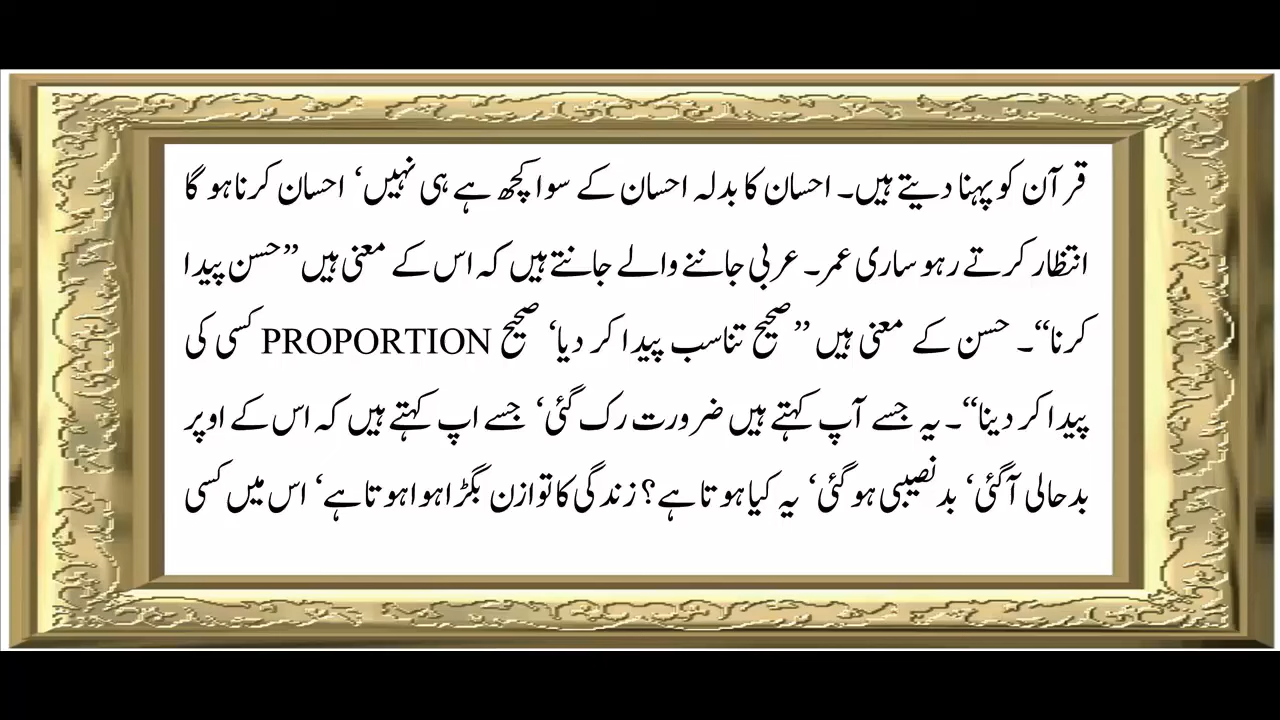 قرآن کو پہنا دیتے ہیں۔ احسان کا بدلہ احسان کے سوا کچھ ہے ہی نہیں‘ احسان کرنا ہو گا
انتظار کرتے رہو ساری عمر۔ عربی جاننے والے جانتے ہیں کہ اس کے معنی ہیں ”حسن پیدا
کرنا“۔ حسن کے معنی ہیں ”صحیح تناسب پیدا کر دیا‘ صحیح PROPORTION کسی کی
پیدا کر دینا“۔ یہ جسے آپ کہتے ہیں ضرورت رک گئی‘ جسے اپ کہتے ہیں کہ اس کے اوپر
بدحالی آ گئی‘ بدنصیبی ہو گئی‘ یہ کیا ہوتا ہے؟ زندگی کا توازن بگڑا ہوا ہوتا ہے‘ اس میں کسی